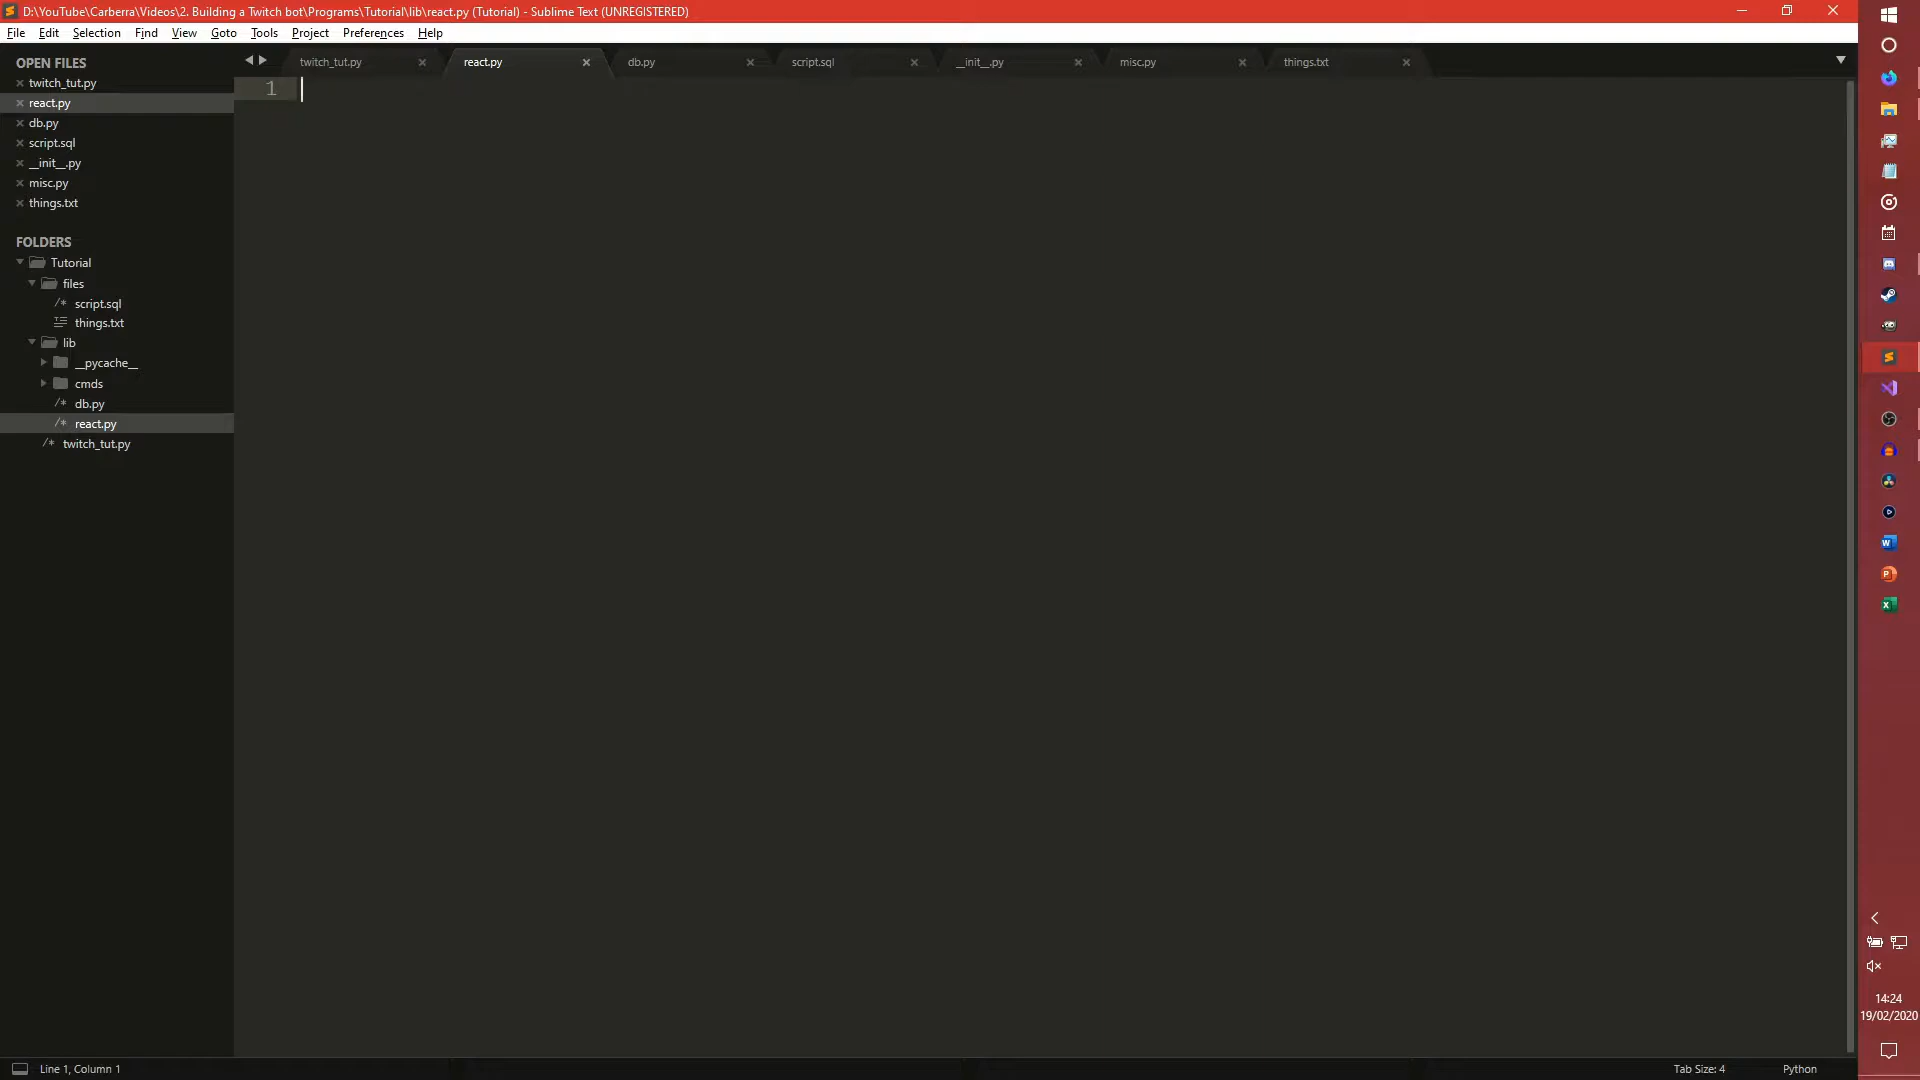 D:\YouTube\Carberra\Videos\2. Building a Twitch bot\Programs\Tutorial\lib\react.py (Tutorial) - Sublime Text (UNREGISTERED)
File Edit Selection Find View Goto Tools Project Preferences Help
OPEN FILES
twitch_tut.py
react.py
db.py
script.sql
__init__.py
misc.py
things.txt
FOLDERS
Tutorial
files
script.sql
things.txt
lib
__pycache__
cmds
db.py
react.py
twitch_tut.py
twitch_tut.py react.py db.py script.sql __init__.py misc.py things.txt
1
14:24
19/02/2020
Line 1, Column 1
Tab Size: 4 Python